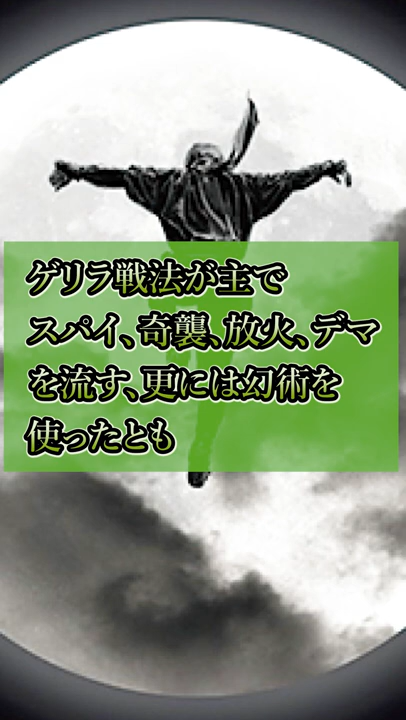 ゲリラ戦法が主で
スパイ、奇襲、放火、デマ
を流す、更には幻術を
使ったとも